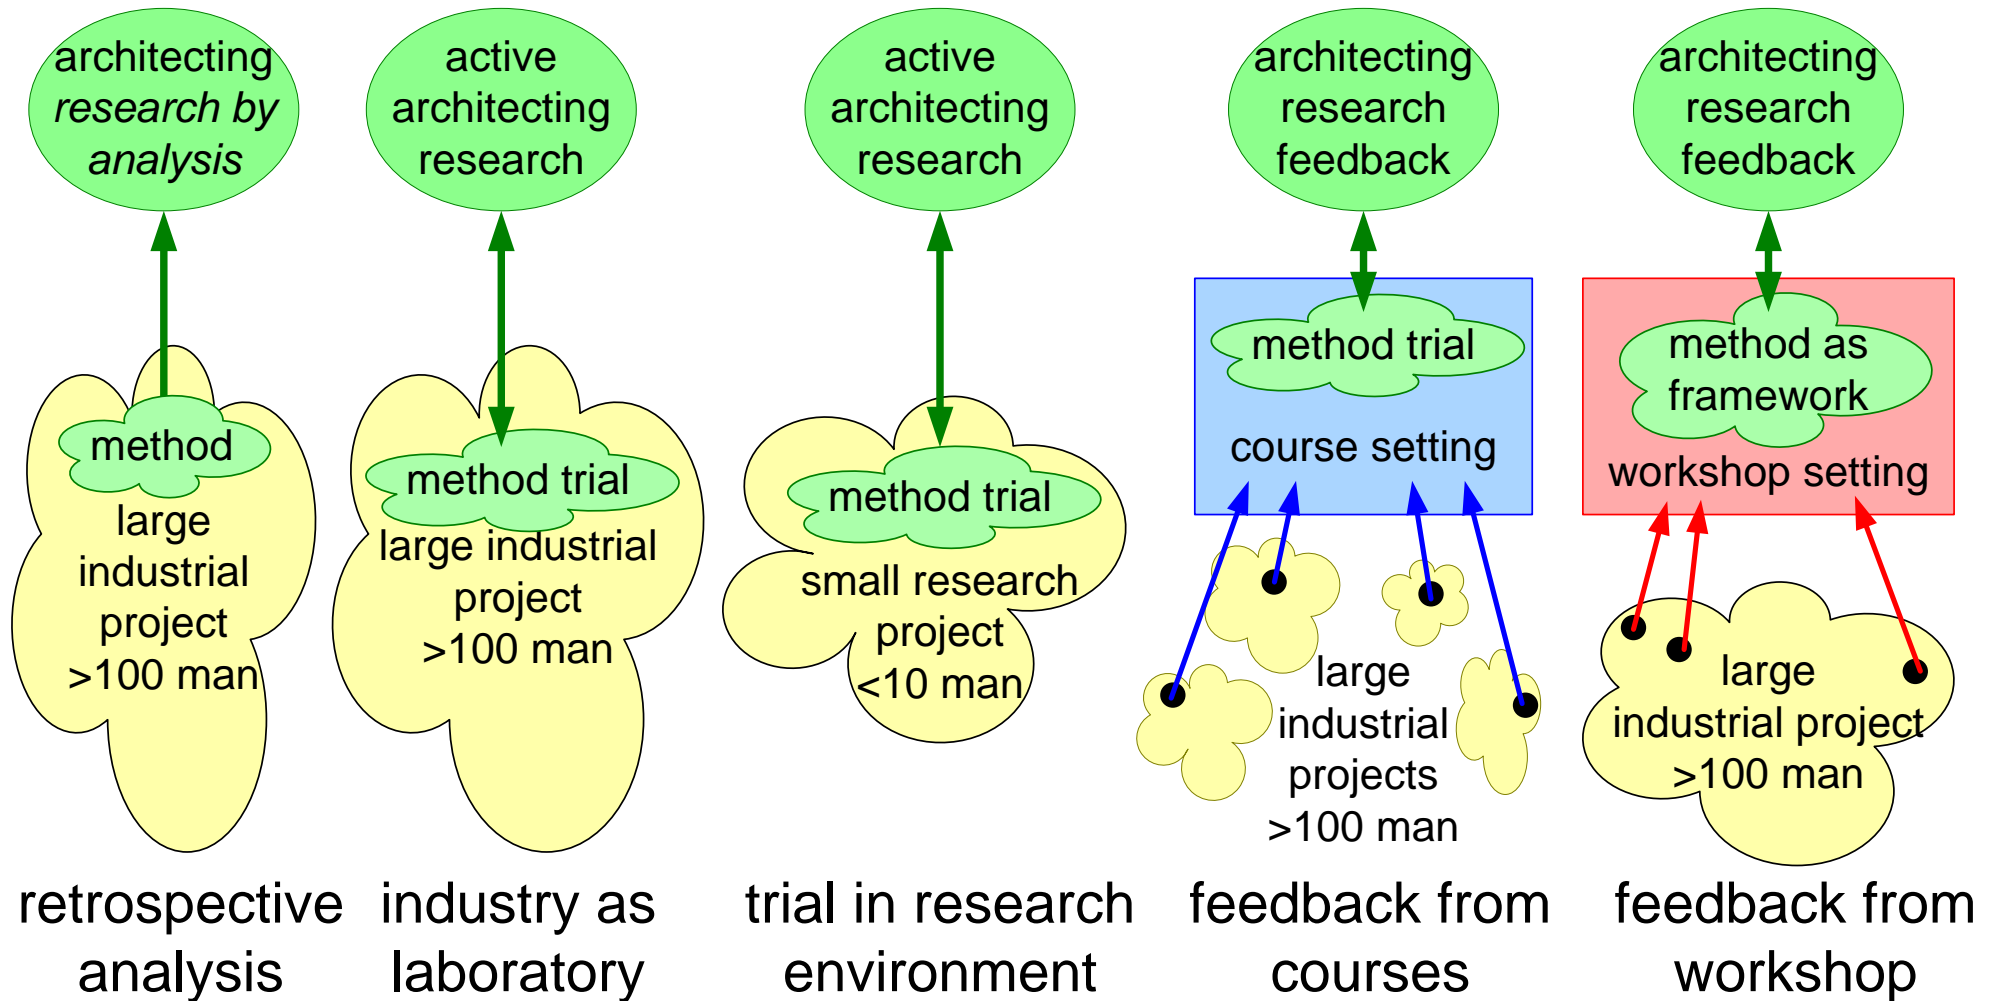 architecting
research by
analysis
method
large
industrial
project
>100 man
retrospective
analysis
active
architecting
research
method trial
large industrial
project
>100 man
industry as
laboratory
active
architecting
research
method trial
small research
project
<10 man
trial in research
environment
architecting
research
feedback
method trial
course setting
large
industrial
projects
>100 man
feedback from
courses
architecting
research
feedback
method as
framework
workshop setting
large
industrial project
>100 man
feedback from
workshop